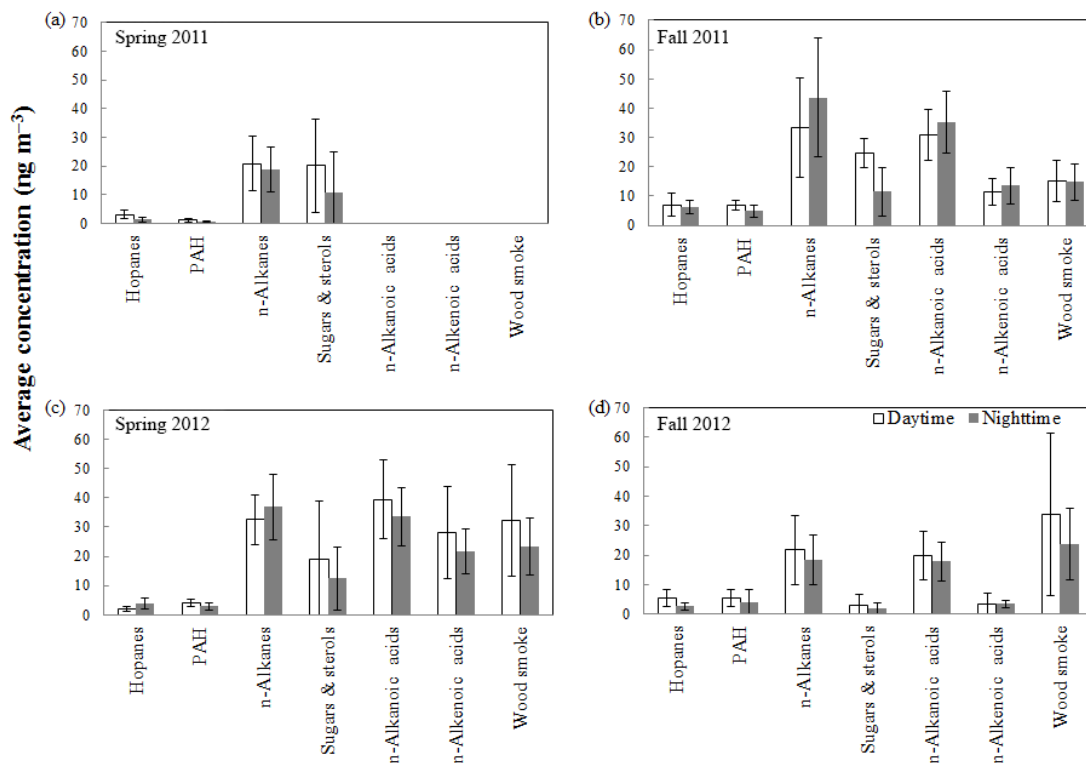 Average concentration (ng m⁻³)
(a)
Spring 2011
70
60
50
40
30
20
10
0
Hopanes
PAH
n-Alkanes
Sugars & sterols
n-Alkanoic acids
n-Alkenoic acids
Wood smoke
(b)
Fall 2011
70
60
50
40
30
20
10
0
Hopanes
PAH
n-Alkanes
Sugars & sterols
n-Alkanoic acids
n-Alkenoic acids
Wood smoke
(c)
Spring 2012
70
60
50
40
30
20
10
0
Hopanes
PAH
n-Alkanes
Sugars & sterols
n-Alkanoic acids
n-Alkenoic acids
Wood smoke
(d)
Fall 2012
Daytime Nighttime
70
60
50
40
30
20
10
0
Hopanes
PAH
n-Alkanes
Sugars & sterols
n-Alkanoic acids
n-Alkenoic acids
Wood smoke